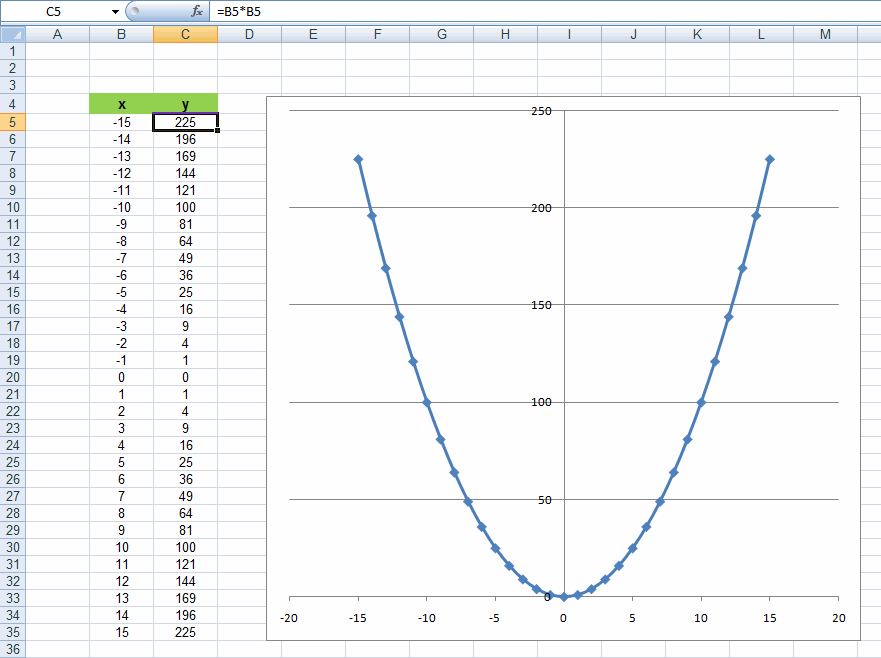 C5 fx =B5*B5
A B C D E F G H I J K L M
1
2
3
4 x y
5 -15 225
6 -14 196
7 -13 169
8 -12 144
9 -11 121
10 -10 100
11 -9 81
12 -8 64
13 -7 49
14 -6 36
15 -5 25
16 -4 16
17 -3 9
18 -2 4
19 -1 1
20 0 0
21 1 1
22 2 4
23 3 9
24 4 16
25 5 25
26 6 36
27 7 49
28 8 64
29 9 81
30 10 100
31 11 121
32 12 144
33 13 169
34 14 196
35 15 225
36
250
200
150
100
50
0
-20 -15 -10 -5 0 5 10 15 20